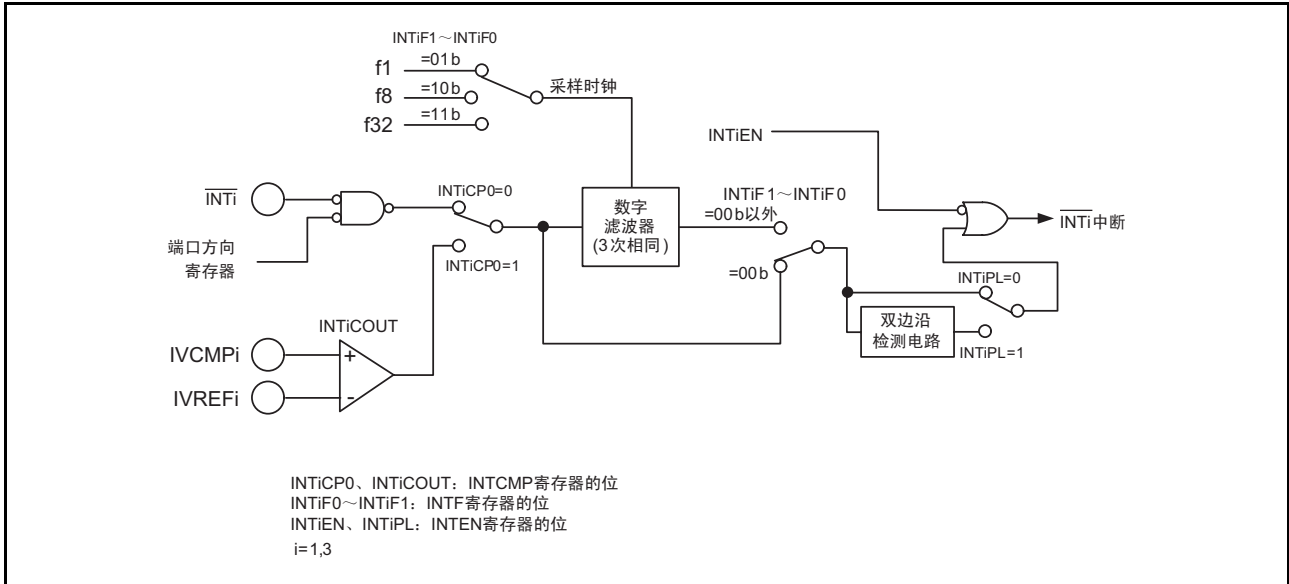 INTiF1～INTiF0
f1
=01b
f8
=10b
f32
=11b
采样时钟
INTiEN
INTi
端口方向
寄存器
INTiCP0=0
INTiCP0=1
数字
滤波器
(3次相同)
INTiF1～INTiF0
=00b以外
=00b
INTi中断
INTiPL=0
双边沿
检测电路
INTiPL=1
INTiCOUT
IVCMPi
+
IVREFi
-
INTiCP0、INTiCOUT：INTCMP寄存器的位
INTiF0～INTiF1：INTF寄存器的位
INTiEN、INTiPL：INTEN寄存器的位
i=1,3